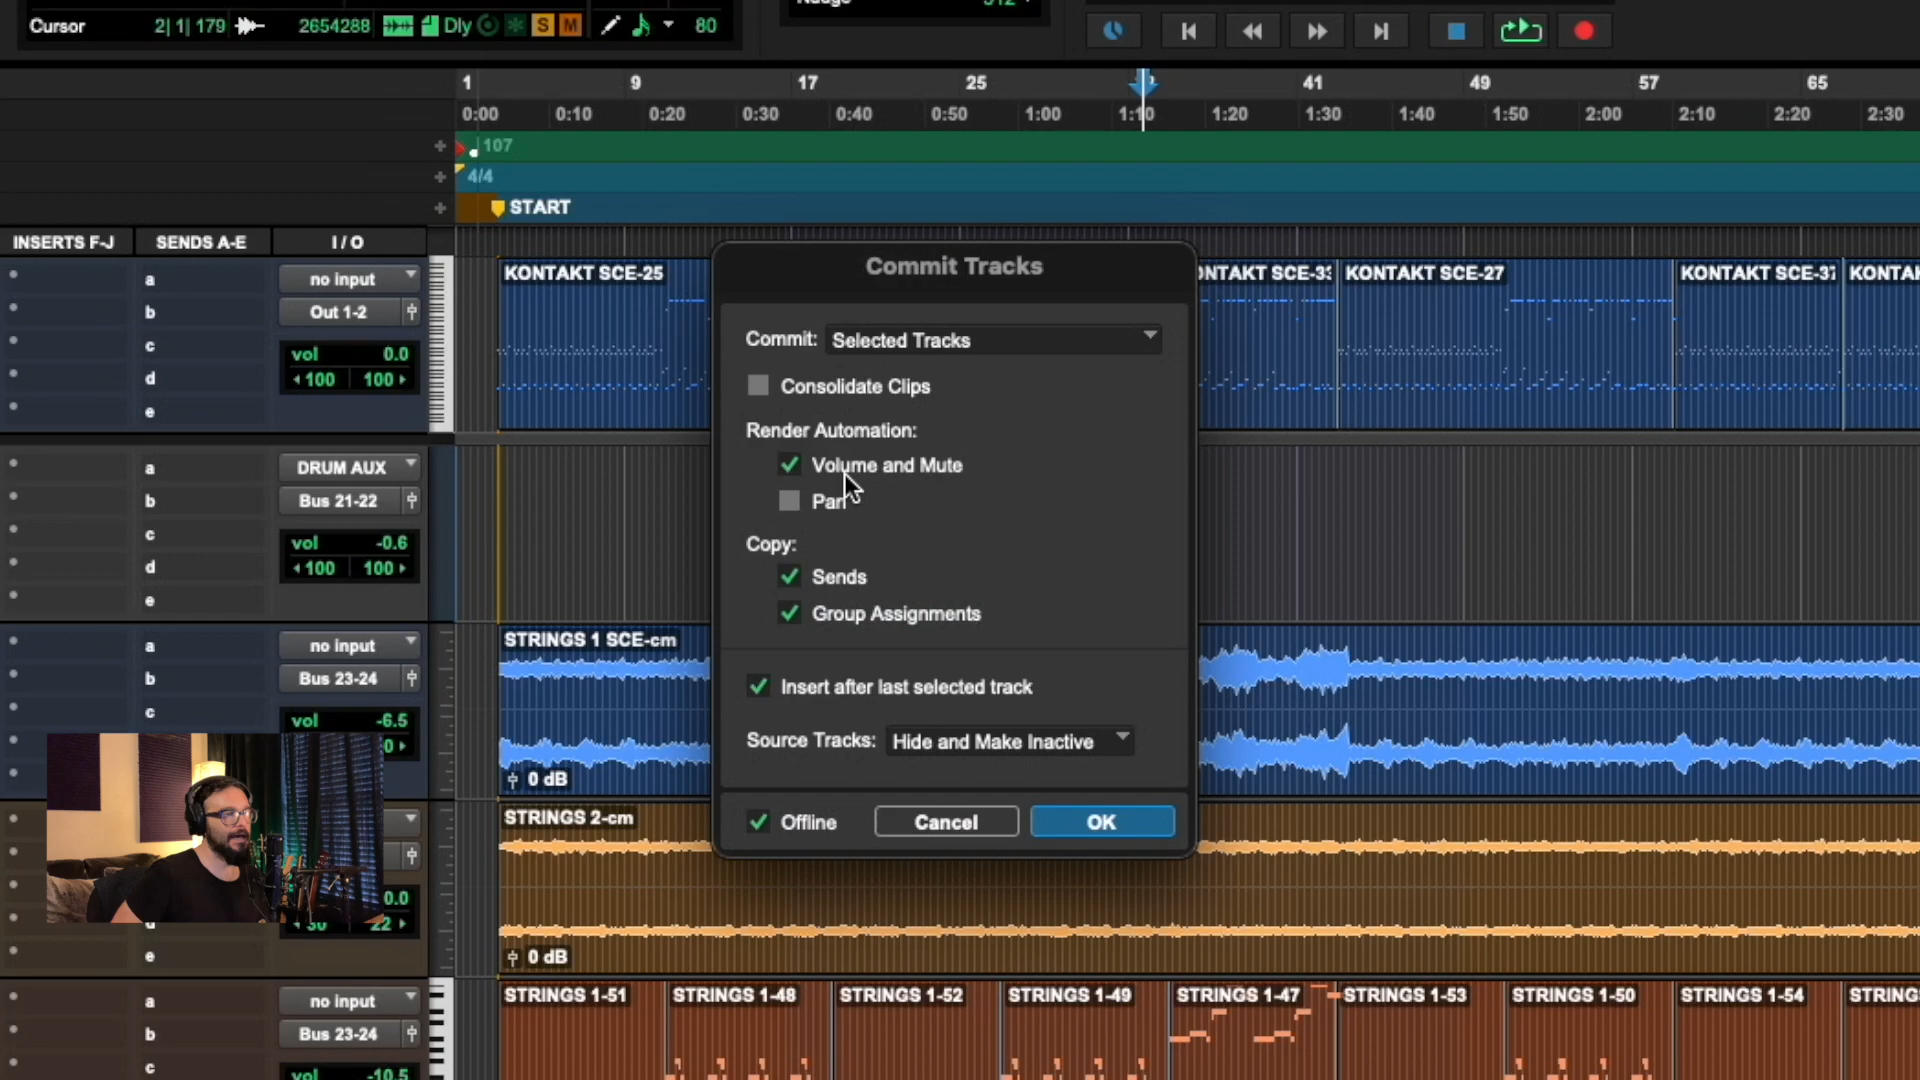 Cursor 2| 1| 179 2654288 Dly S M 80
1 9 17 25 41 49 57 65
0:00 0:10 0:20 0:30 0:40 0:50 1:00 1:10 1:20 1:30 1:40 1:50 2:00 2:10 2:20 2:30
107
4/4
START
INSERTS F-J SENDS A-E I / O
a no input
b Out 1-2
c
vol 0.0
d 100 100
e
KONTAKT SCE-25
KONTAKT SCE-27
Commit Tracks
Commit: Selected Tracks
Consolidate Clips
Render Automation:
Volume and Mute
Pan
Copy:
Sends
Group Assignments
Insert after last selected track
Source Tracks: Hide and Make Inactive
Offline Cancel OK
a DRUM AUX
b Bus 21-22
c
vol -0.6
d 100 100
e
a no input
b Bus 23-24
c
vol -6.5
STRINGS 1 SCE-cm
0 dB
STRINGS 2-cm
0.0
22
e
0 dB
a no input
b Bus 23-24
c
vol -10.5
STRINGS 1-51 STRINGS 1-48 STRINGS 1-52 STRINGS 1-49 STRINGS 1-47 STRINGS 1-53 STRINGS 1-50 STRINGS 1-54